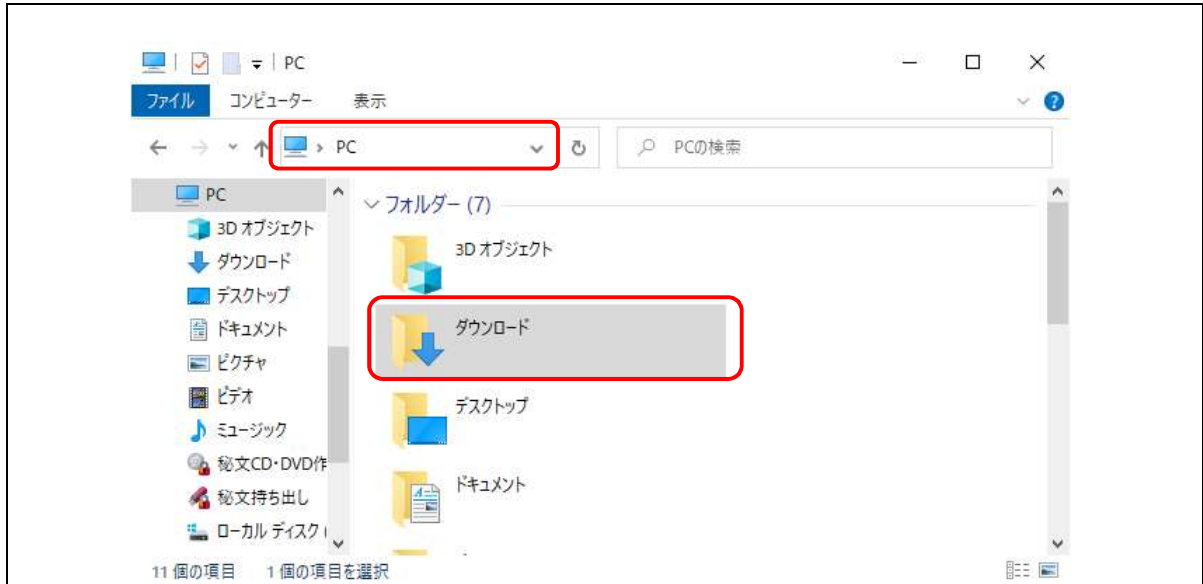 PC
ファイル コンピューター 表示
PC
PCの検索
PC
3D オブジェクト
ダウンロード
デスクトップ
ドキュメント
ピクチャ
ビデオ
ミュージック
秘文CD・DVD作
秘文持ち出し
ローカル ディスク (
フォルダー (7)
3D オブジェクト
ダウンロード
デスクトップ
ドキュメント
11 個の項目 1 個の項目を選択